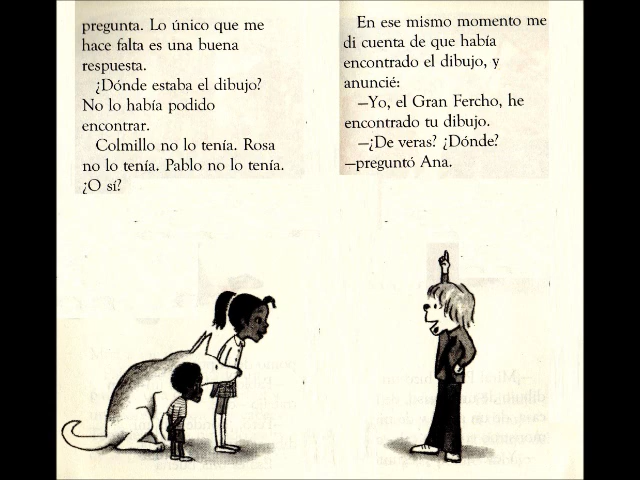 pregunta. Lo único que me
hace falta es una buena
respuesta.
¿Dónde estaba el dibujo?
No lo había podido
encontrar.
Colmillo no lo tenía. Rosa
no lo tenía. Pablo no lo tenía.
¿O sí?
En ese mismo momento me
di cuenta de que había
encontrado el dibujo, y
anuncié:
—Yo, el Gran Fercho, he
encontrado tu dibujo.
—¿De veras? ¿Dónde?
—preguntó Ana.